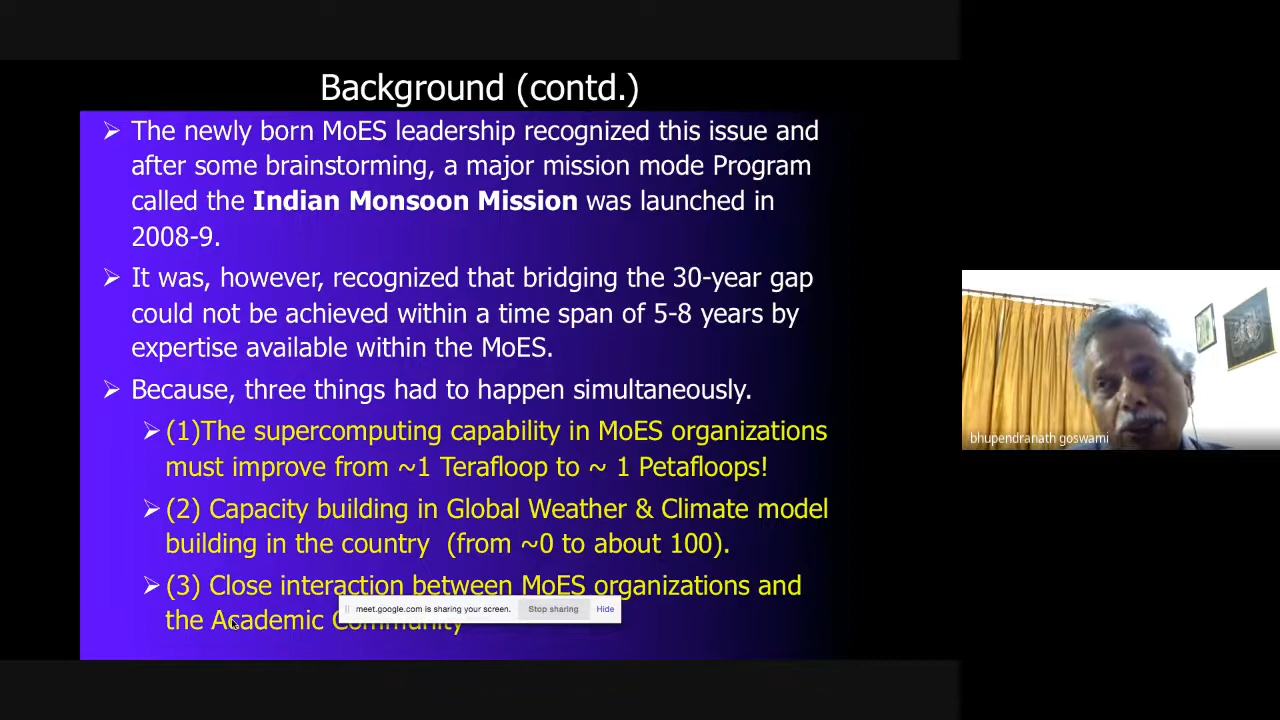 Background (contd.)
➢ The newly born MoES leadership recognized this issue and
after some brainstorming, a major mission mode Program
called the Indian Monsoon Mission was launched in
2008-9.
➢ It was, however, recognized that bridging the 30-year gap
could not be achieved within a time span of 5-8 years by
expertise available within the MoES.
➢ Because, three things had to happen simultaneously.
➢ (1)The supercomputing capability in MoES organizations
must improve from ~1 Terafloop to ~ 1 Petafloops!
➢ (2) Capacity building in Global Weather & Climate model
building in the country (from ~0 to about 100).
➢ (3) Close interaction between MoES organizations and
the Academic Community
meet.google.com is sharing your screen. Stop sharing Hide
bhupendranath goswami